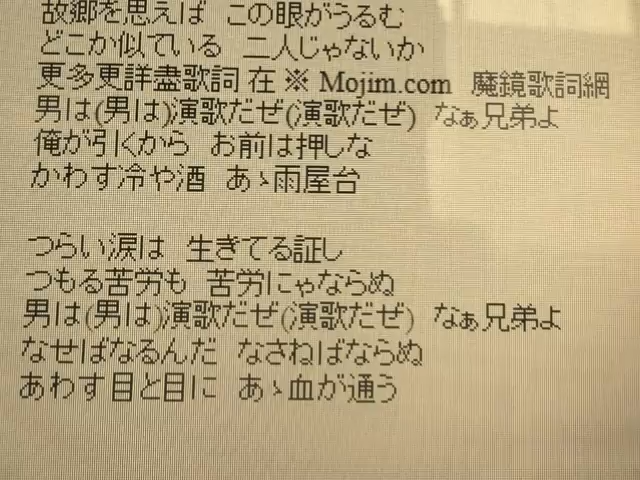 故郷を思えば この眼がうるむ
どこか似ている 二人じゃないか
更多更詳盡歌詞 在 ※ Mojim.com 魔鏡歌詞網
男は(男は)演歌だぜ(演歌だぜ) なぁ兄弟よ
俺が引くから お前は押しな
かわす冷や酒 あゝ雨屋台
つらい涙は 生きてる証し
つもる苦労も 苦労にゃならぬ
男は(男は)演歌だぜ(演歌だぜ) なぁ兄弟よ
なせばなるんだ なさねばならぬ
あわす目と目に あゝ血が通う